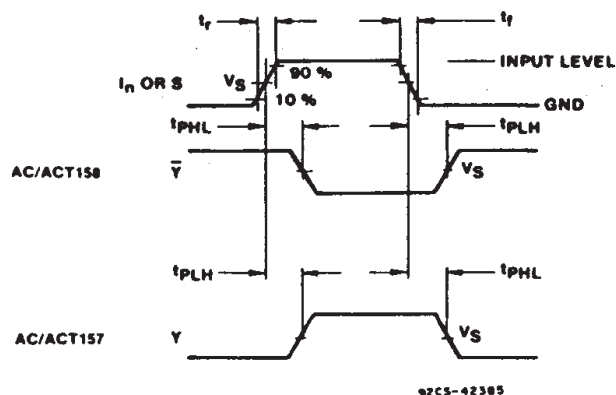 tr
tf
90 %
INPUT LEVEL
In OR S
VS
10 %
GND
tPHL
tPLH
AC/ACT158
Y̅
VS
tPLH
tPHL
AC/ACT157
Y
VS
92CS-42385